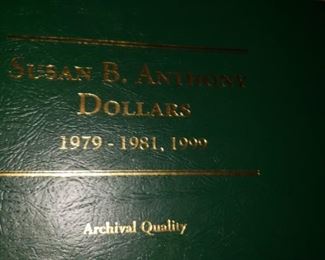 SUSAN B. ANTHONY
DOLLARS
1979 - 1981, 1999
Archival Quality